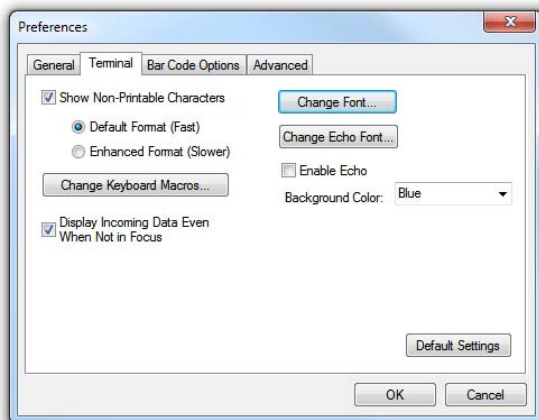 Preferences
General Terminal Bar Code Options Advanced
Show Non-Printable Characters
Default Format (Fast)
Enhanced Format (Slower)
Change Keyboard Macros...
Display Incoming Data Even
When Not in Focus
Change Font...
Change Echo Font...
Enable Echo
Background Color: Blue
Default Settings
OK Cancel